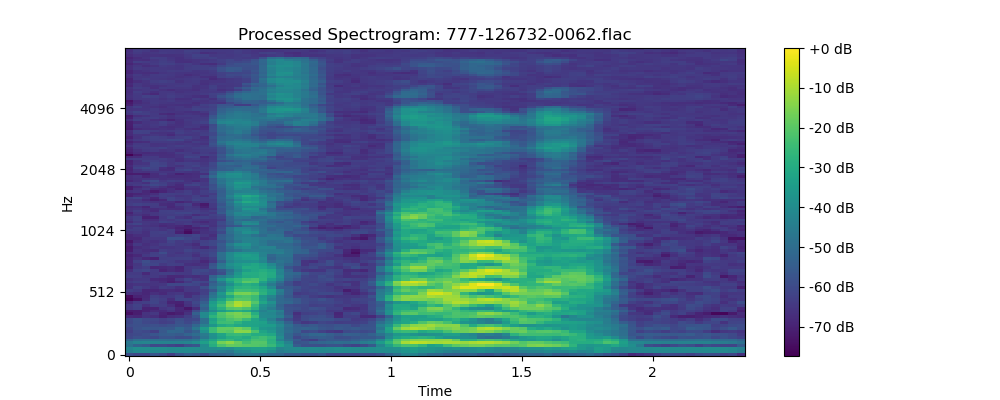 Processed Spectrogram: 777-126732-0062.flac
Hz
4096
2048
1024
512
0
0
0.5
1
1.5
2
Time
+0 dB
-10 dB
-20 dB
-30 dB
-40 dB
-50 dB
-60 dB
-70 dB